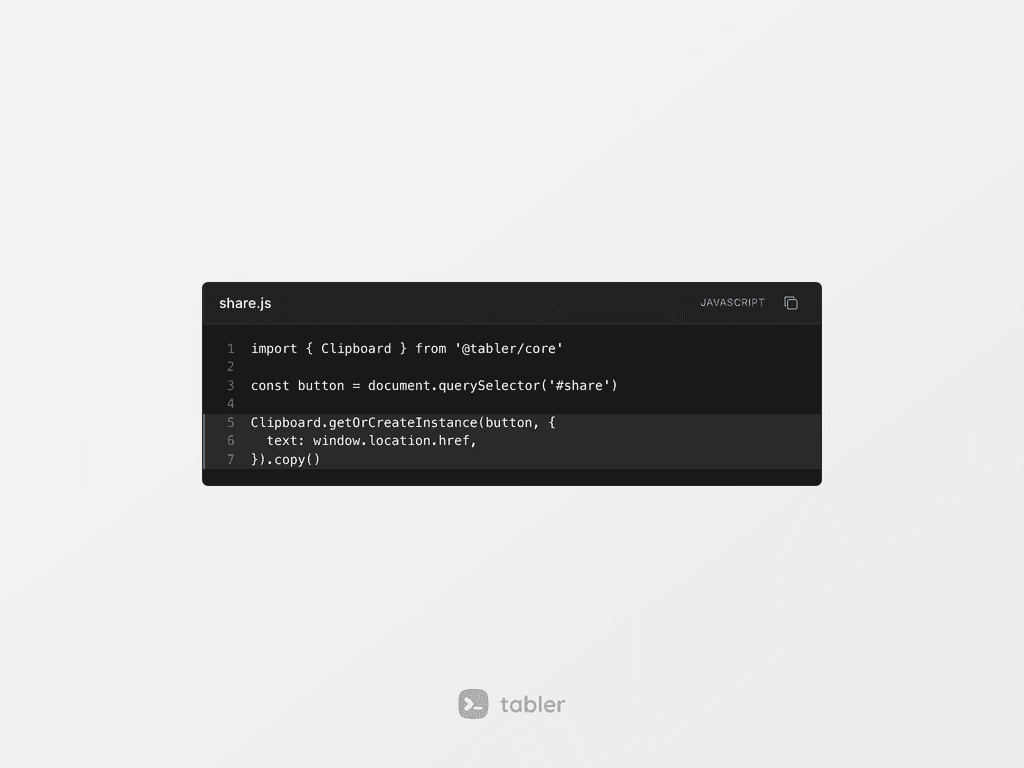 share.js
JAVASCRIPT
1 import { Clipboard } from '@tabler/core'
2
3 const button = document.querySelector('#share')
4
5 Clipboard.getOrCreateInstance(button, {
6   text: window.location.href,
7 }).copy()
tabler